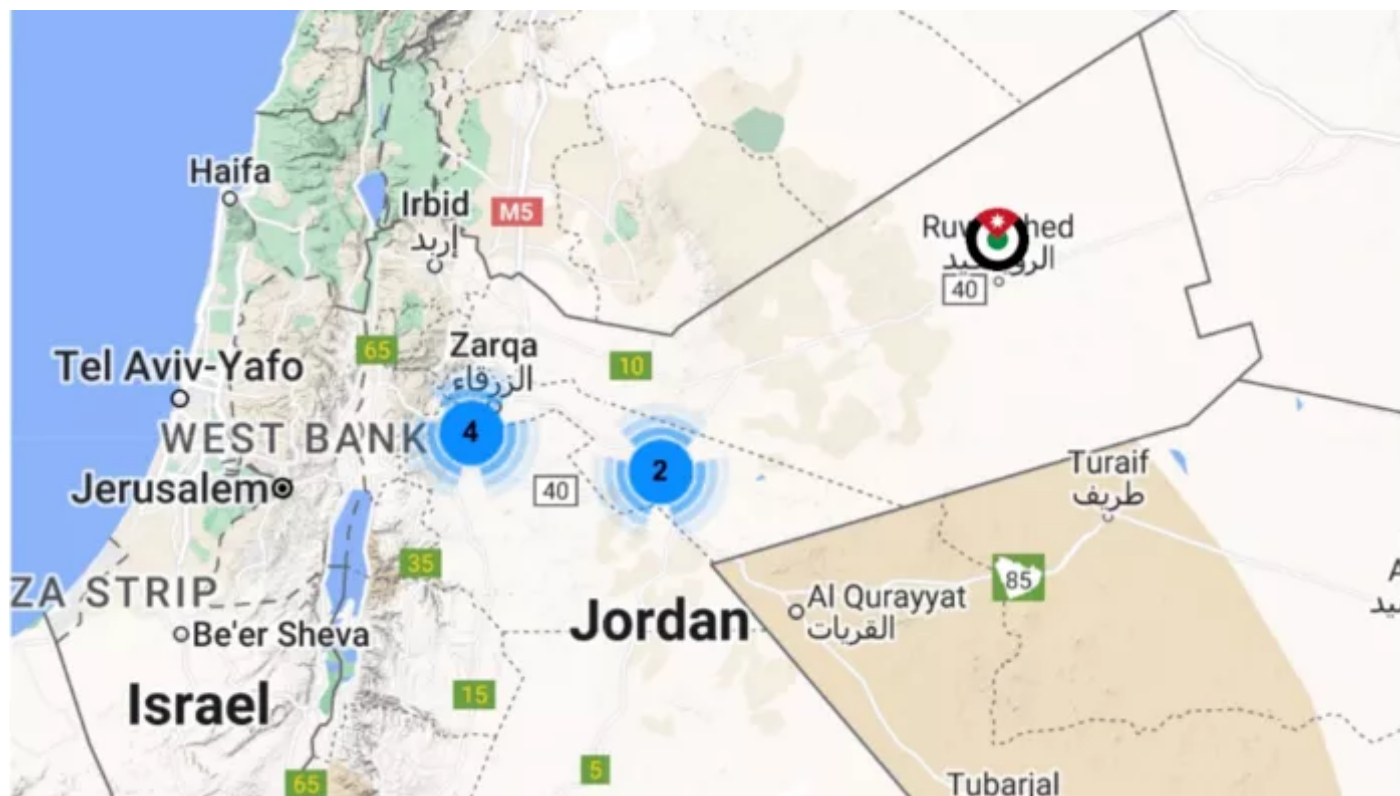 Haifa
Irbid
إربد
M5
40
Zarqa
الزرقاء
65
10
Tel Aviv-Yafo
4
WEST BANK
2
Jerusalem
40
Turaif
طريف
35
85
ZA STRIP
Al Qurayyat
القريات
Be'er Sheva
Jordan
Israel
15
5
65
Tubarjal